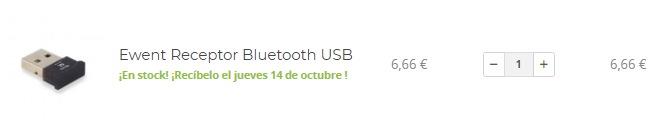 Ewent Receptor Bluetooth USB
¡En stock! ¡Recíbelo el jueves 14 de octubre !
6,66 €
− 1 +
6,66 €